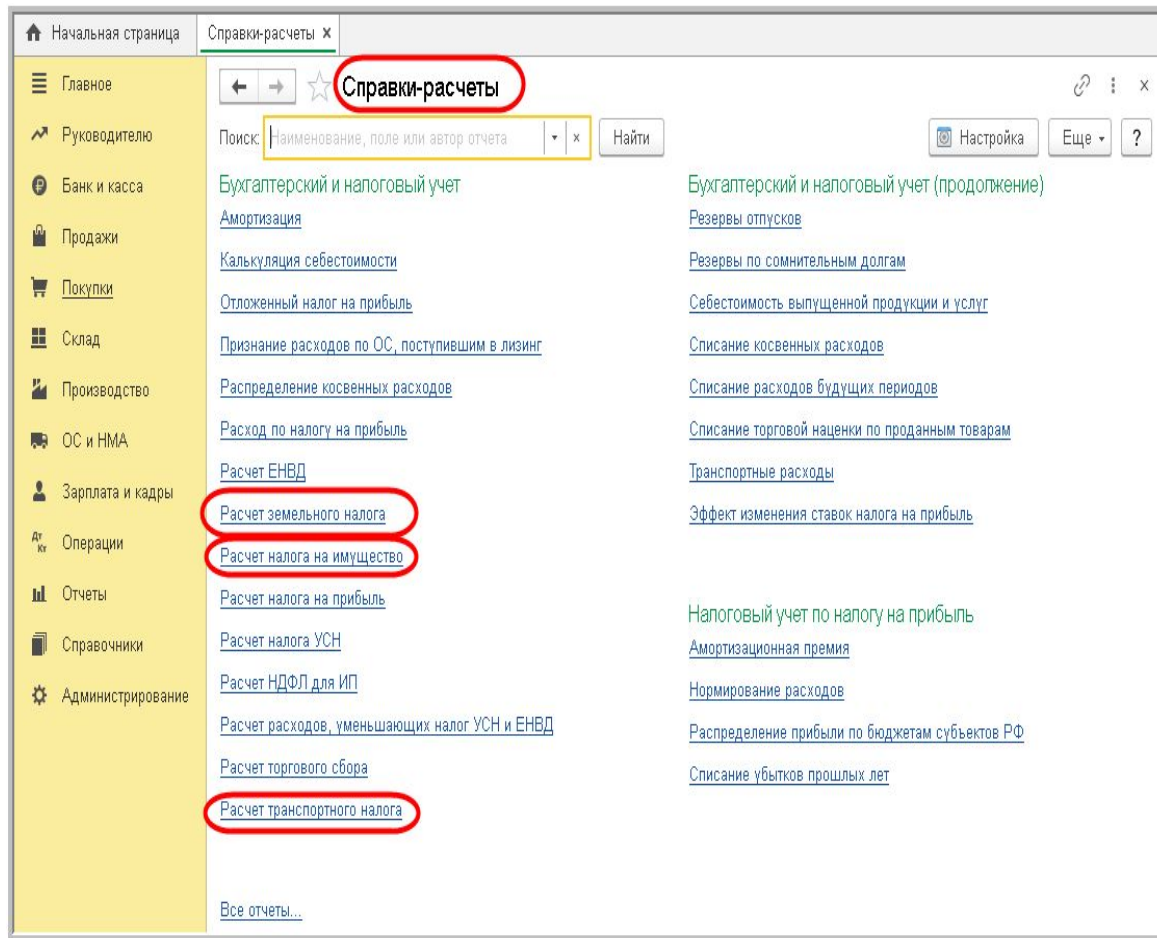 Начальная страница
Справки-расчеты ×
Главное
Руководителю
Банк и касса
Продажи
Покупки
Склад
Производство
ОС и НМА
Зарплата и кадры
Дт Кт Операции
Отчеты
Справочники
Администрирование
Справки-расчеты
Поиск: Наименование, поле или автор отчета × Найти Настройка Еще ?
Бухгалтерский и налоговый учет
Амортизация
Калькуляция себестоимости
Отложенный налог на прибыль
Признание расходов по ОС, поступившим в лизинг
Распределение косвенных расходов
Расход по налогу на прибыль
Расчет ЕНВД
Расчет земельного налога
Расчет налога на имущество
Расчет налога на прибыль
Расчет налога УСН
Расчет НДФЛ для ИП
Расчет расходов, уменьшающих налог УСН и ЕНВД
Расчет торгового сбора
Расчет транспортного налога
Все отчеты...
Бухгалтерский и налоговый учет (продолжение)
Резервы отпусков
Резервы по сомнительным долгам
Себестоимость выпущенной продукции и услуг
Списание косвенных расходов
Списание расходов будущих периодов
Списание торговой наценки по проданным товарам
Транспортные расходы
Эффект изменения ставок налога на прибыль
Налоговый учет по налогу на прибыль
Амортизационная премия
Нормирование расходов
Распределение прибыли по бюджетам субъектов РФ
Списание убытков прошлых лет